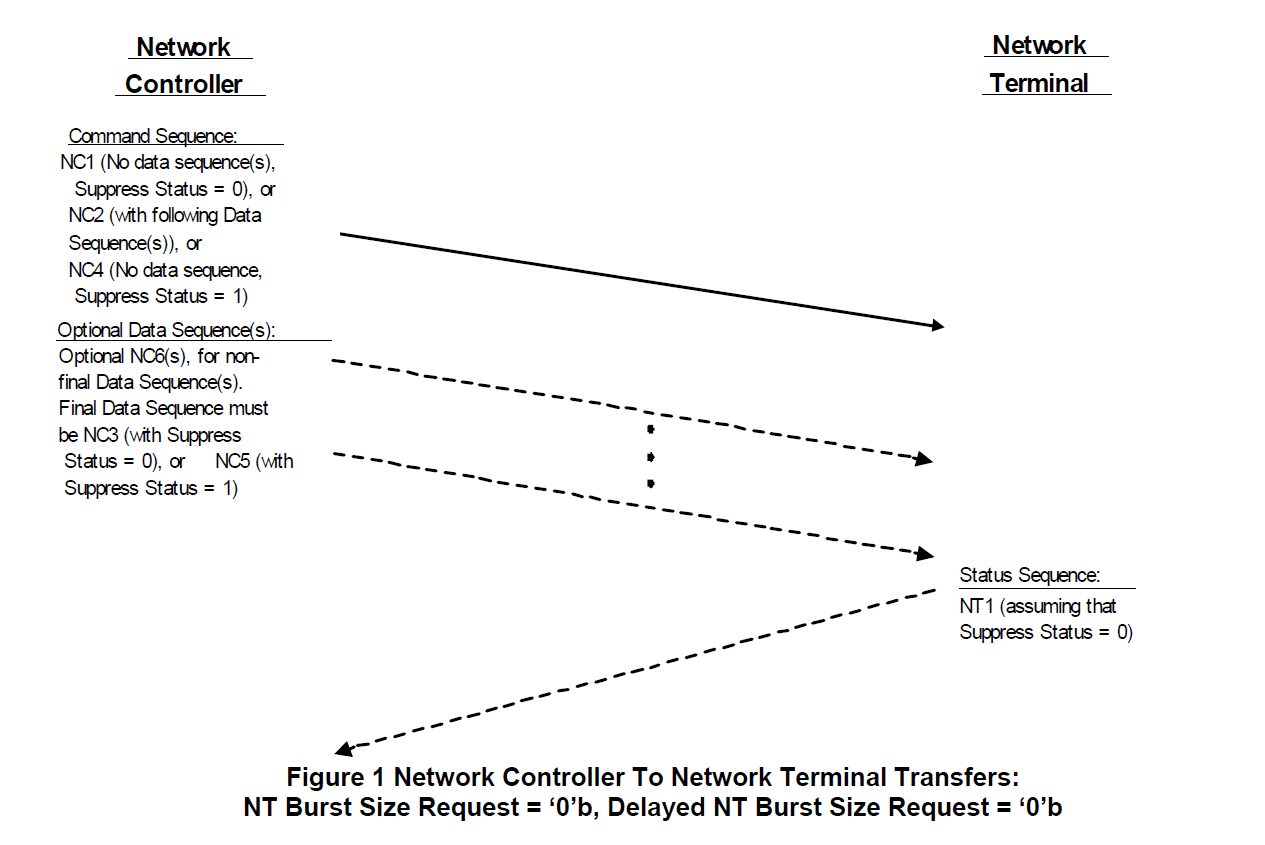 Network
Controller
Network
Terminal
Command Sequence:
NC1 (No data sequence(s),
Suppress Status = 0), or
NC2 (with following Data
Sequence(s)), or
NC4 (No data sequence,
Suppress Status = 1)
Optional Data Sequence(s):
Optional NC6(s), for non-
final Data Sequence(s).
Final Data Sequence must
be NC3 (with Suppress
Status = 0), or NC5 (with
Suppress Status = 1)
Status Sequence:
NT1 (assuming that
Suppress Status = 0)
Figure 1 Network Controller To Network Terminal Transfers:
NT Burst Size Request = ‘0’b, Delayed NT Burst Size Request = ‘0’b